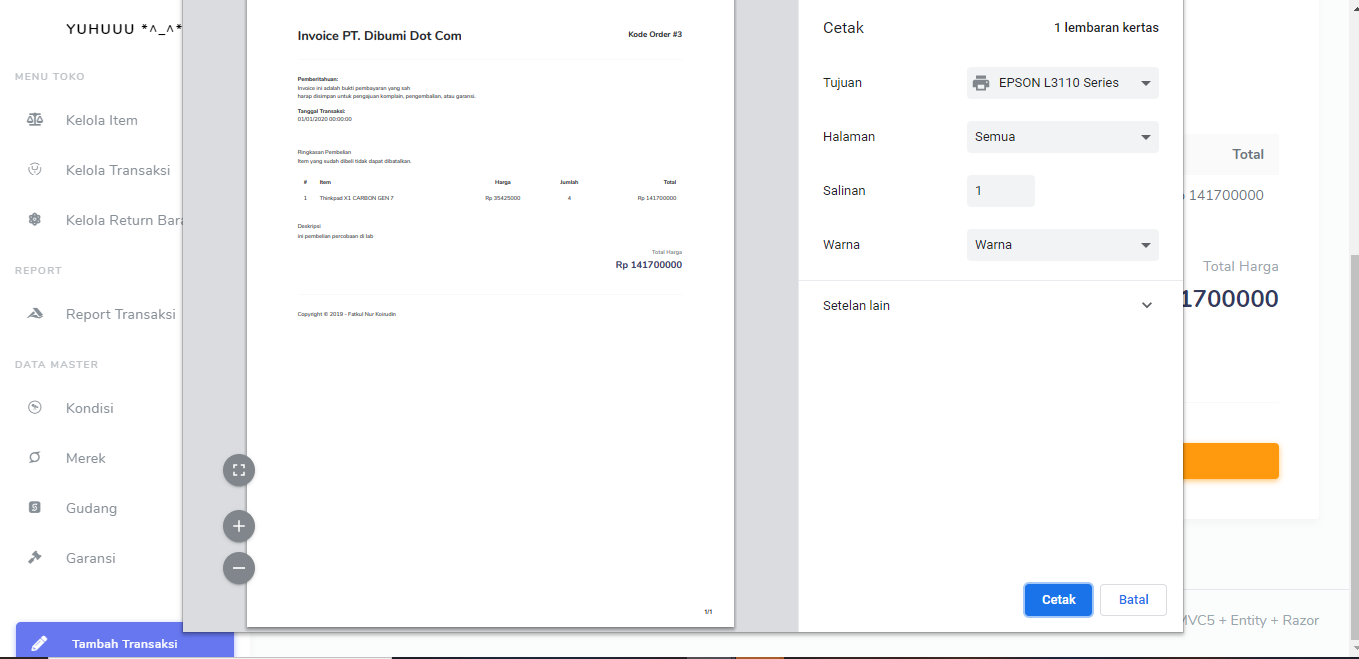 YUHUUU *^_^*
MENU TOKO
Kelola Item
Kelola Transaksi
Kelola Return Bara
REPORT
Report Transaksi
DATA MASTER
Kondisi
Merek
Gudang
Garansi
Tambah Transaksi
Invoice PT. Dibumi Dot Com
Kode Order #3
Pemberitahuan:
Invoice ini adalah bukti pembayaran yang sah
harap disimpan untuk pengajuan komplain, pengembalian, atau garansi.
Tanggal Transaksi:
01/01/2020 00:00:00
Ringkasan Pembelian
Item yang sudah dibeli tidak dapat dibatalkan.
# Item Harga Jumlah Total
1 Thinkpad X1 CARBON GEN 7 Rp 35425000 4 Rp 141700000
Deskripsi
ini pembelian percobaan di lab
Total Harga
Rp 141700000
Copyright © 2019 - Fatkul Nur Koirudin
1/1
Cetak 1 lembaran kertas
Tujuan EPSON L3110 Series
Halaman Semua
Salinan 1
Warna Warna
Setelan lain
Cetak Batal
Total
141700000
Total Harga
1700000
MVC5 + Entity + Razor